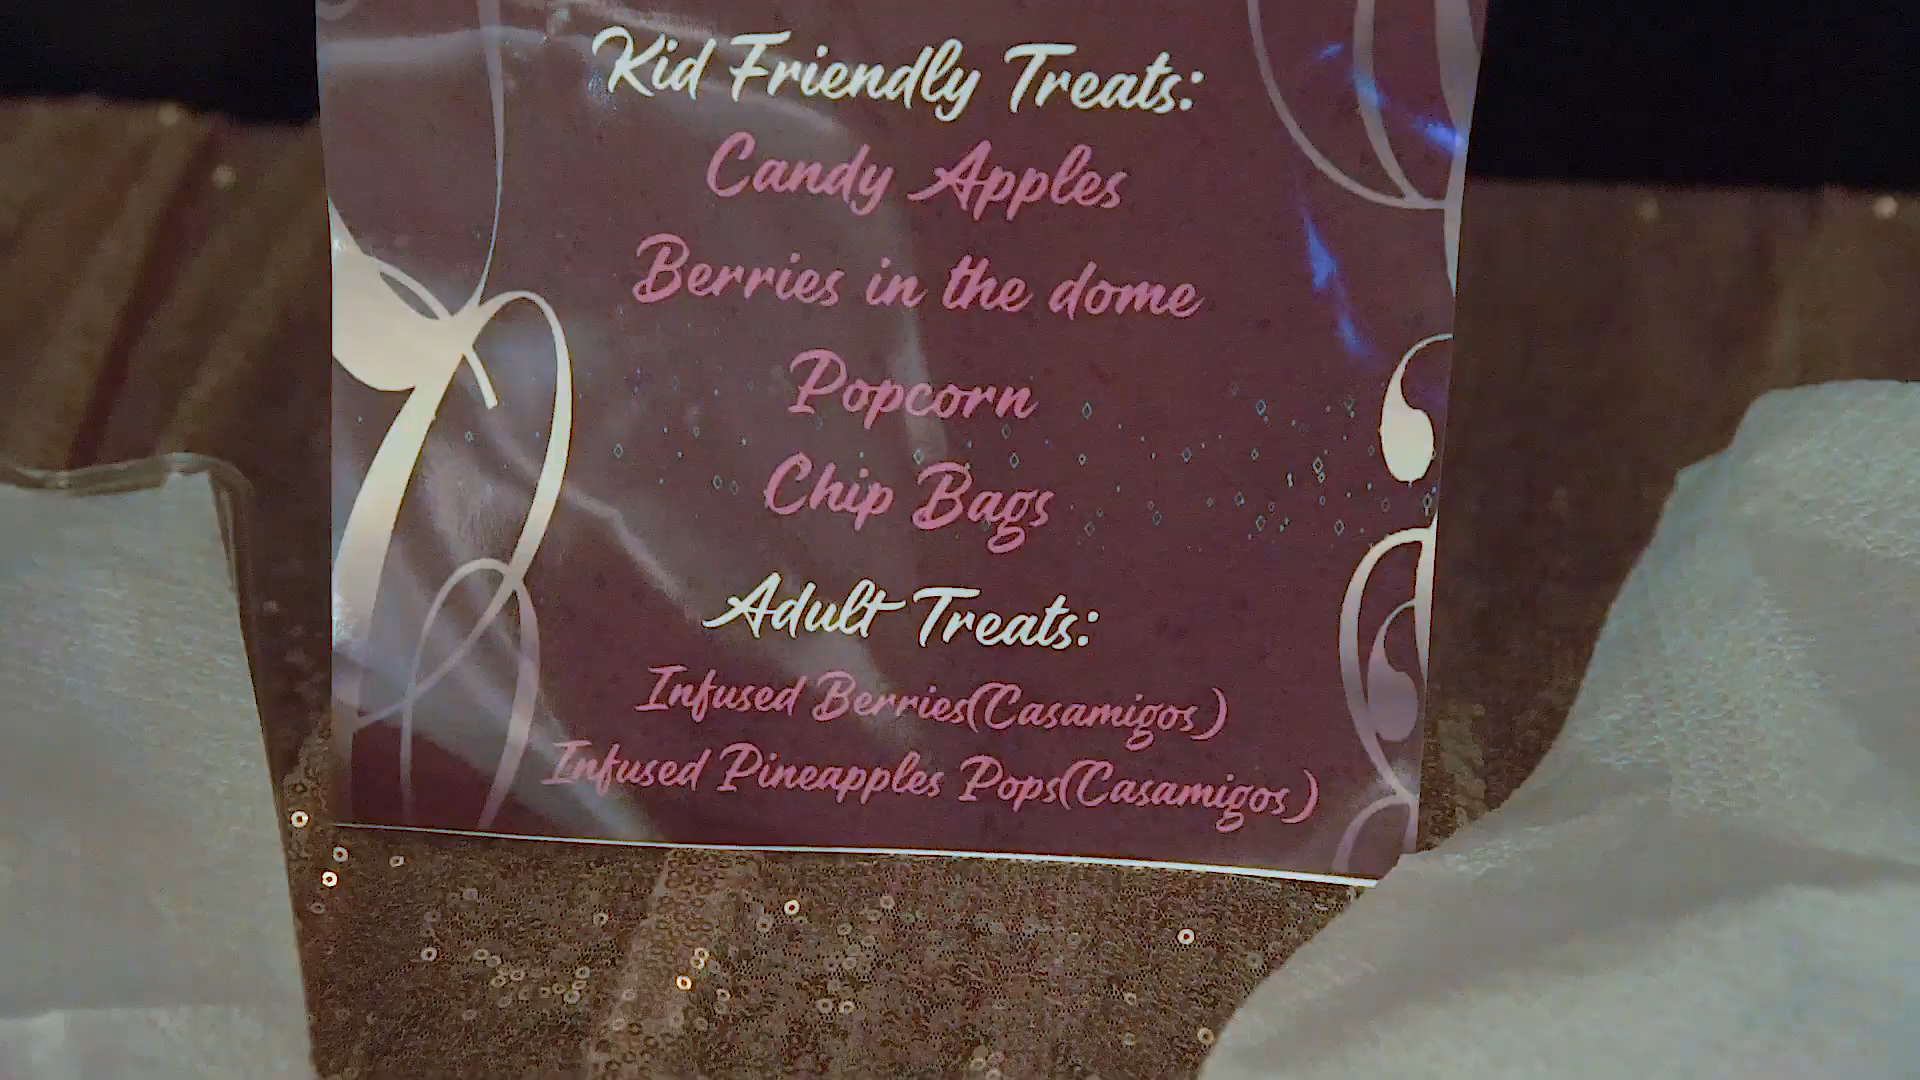 Kid Friendly Treats:
Candy Apples
Berries in the dome
Popcorn
Chip Bags
Adult Treats:
Infused Berries(Casamigos)
Infused Pineapples Pops(Casamigos)